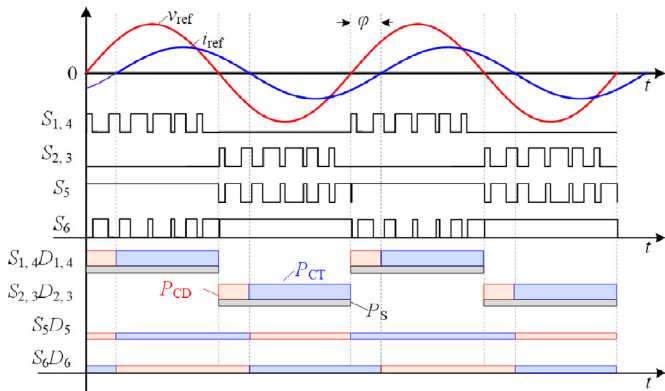 v_ref
i_ref
φ
0
t
S_1,4
S_2,3
S_5
S_6
t
S_1,4D_1,4
P_CT
S_2,3D_2,3
P_CD
P_S
S_5D_5
S_6D_6
t